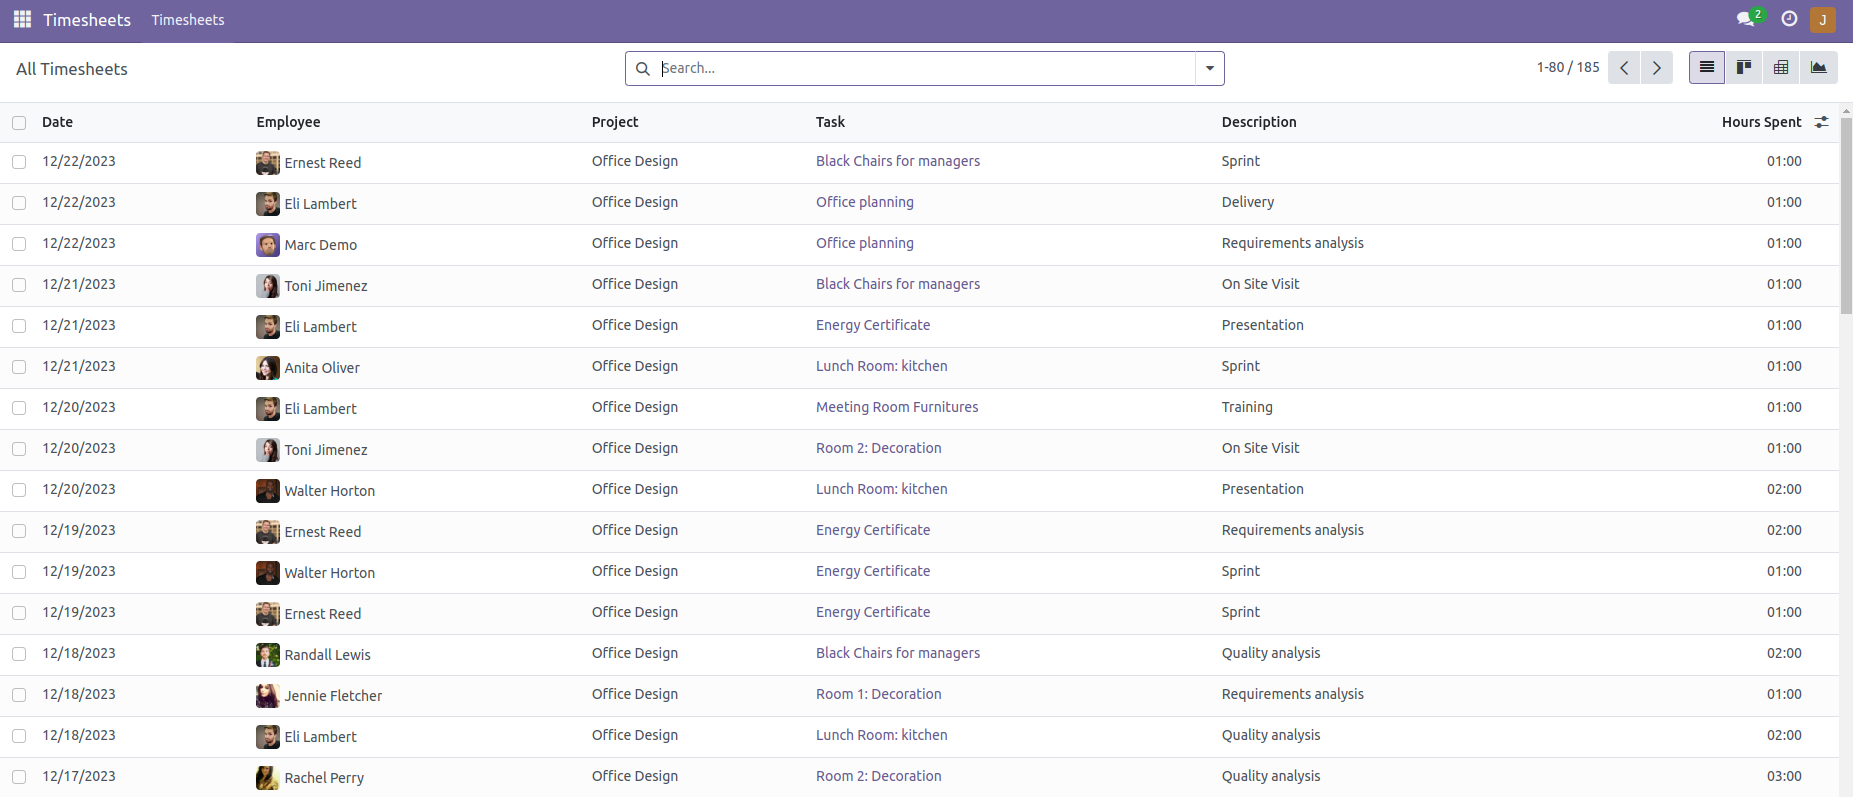 Timesheets Timesheets 2 J
All Timesheets Search... 1-80 / 185
Date Employee Project Task Description Hours Spent
12/22/2023 Ernest Reed Office Design Black Chairs for managers Sprint 01:00
12/22/2023 Eli Lambert Office Design Office planning Delivery 01:00
12/22/2023 Marc Demo Office Design Office planning Requirements analysis 01:00
12/21/2023 Toni Jimenez Office Design Black Chairs for managers On Site Visit 01:00
12/21/2023 Eli Lambert Office Design Energy Certificate Presentation 01:00
12/21/2023 Anita Oliver Office Design Lunch Room: kitchen Sprint 01:00
12/20/2023 Eli Lambert Office Design Meeting Room Furnitures Training 01:00
12/20/2023 Toni Jimenez Office Design Room 2: Decoration On Site Visit 01:00
12/20/2023 Walter Horton Office Design Lunch Room: kitchen Presentation 02:00
12/19/2023 Ernest Reed Office Design Energy Certificate Requirements analysis 02:00
12/19/2023 Walter Horton Office Design Energy Certificate Sprint 01:00
12/19/2023 Ernest Reed Office Design Energy Certificate Sprint 01:00
12/18/2023 Randall Lewis Office Design Black Chairs for managers Quality analysis 02:00
12/18/2023 Jennie Fletcher Office Design Room 1: Decoration Requirements analysis 01:00
12/18/2023 Eli Lambert Office Design Lunch Room: kitchen Quality analysis 02:00
12/17/2023 Rachel Perry Office Design Room 2: Decoration Quality analysis 03:00